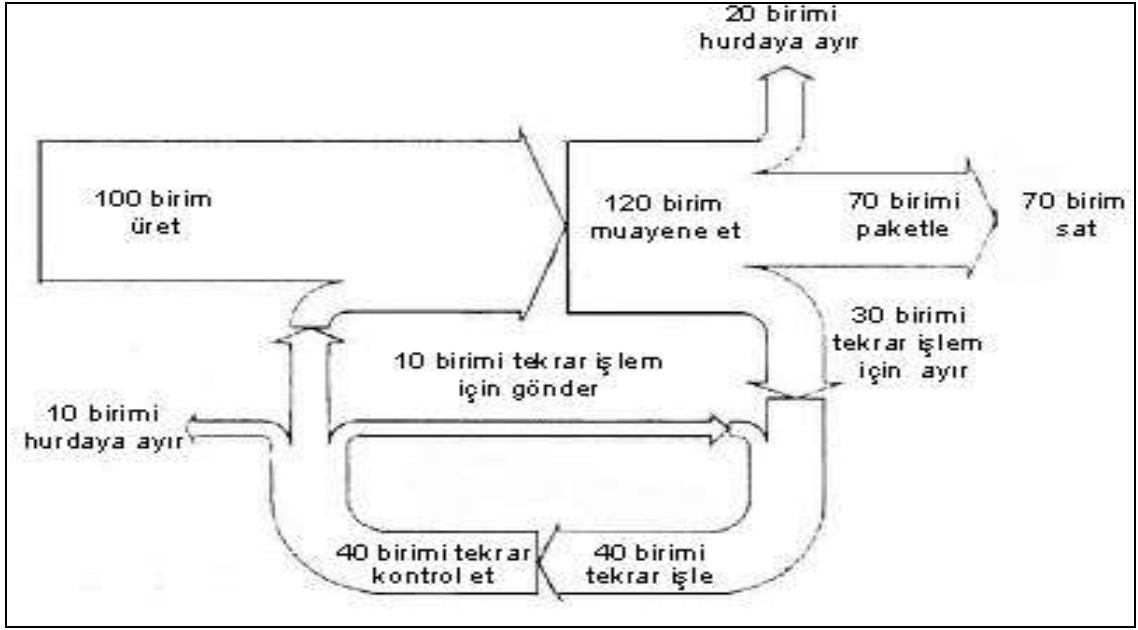 20 birimi
hurdaya ayır
100 birim
üret
120 birim
muayene et
70 birimi
paketle
70 birim
sat
30 birimi
tekrar işlem
için ayır
10 birimi tekrar işlem
için gönder
10 birimi
hurdaya ayır
40 birimi tekrar
kontrol et
40 birimi
tekrar işle